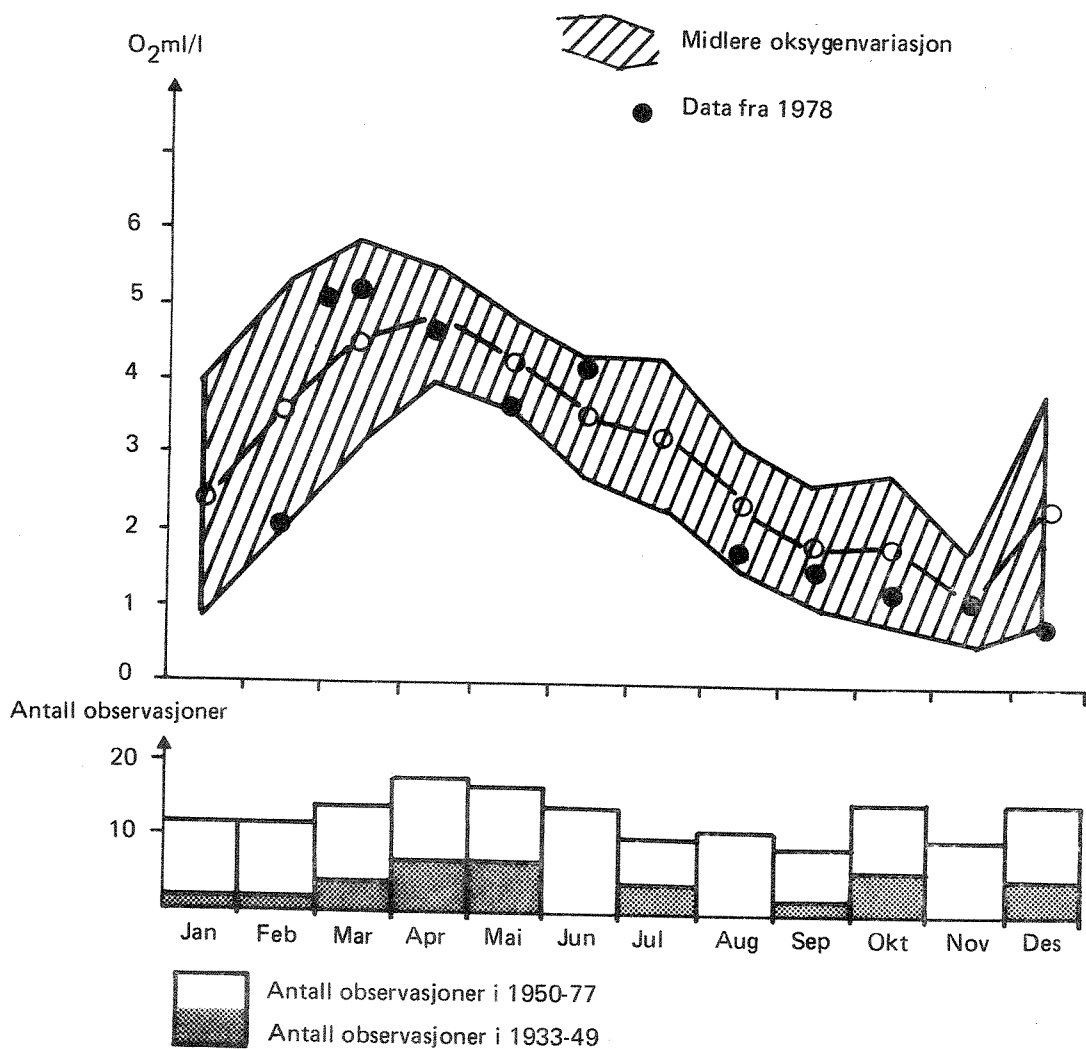 O2ml/l
Midlere oksygenvariasjon
Data fra 1978
6
5
4
3
2
1
0
Antall observasjoner
20
10
Jan Feb Mar Apr Mai Jun Jul Aug Sep Okt Nov Des
Antall observasjoner i 1950-77
Antall observasjoner i 1933-49